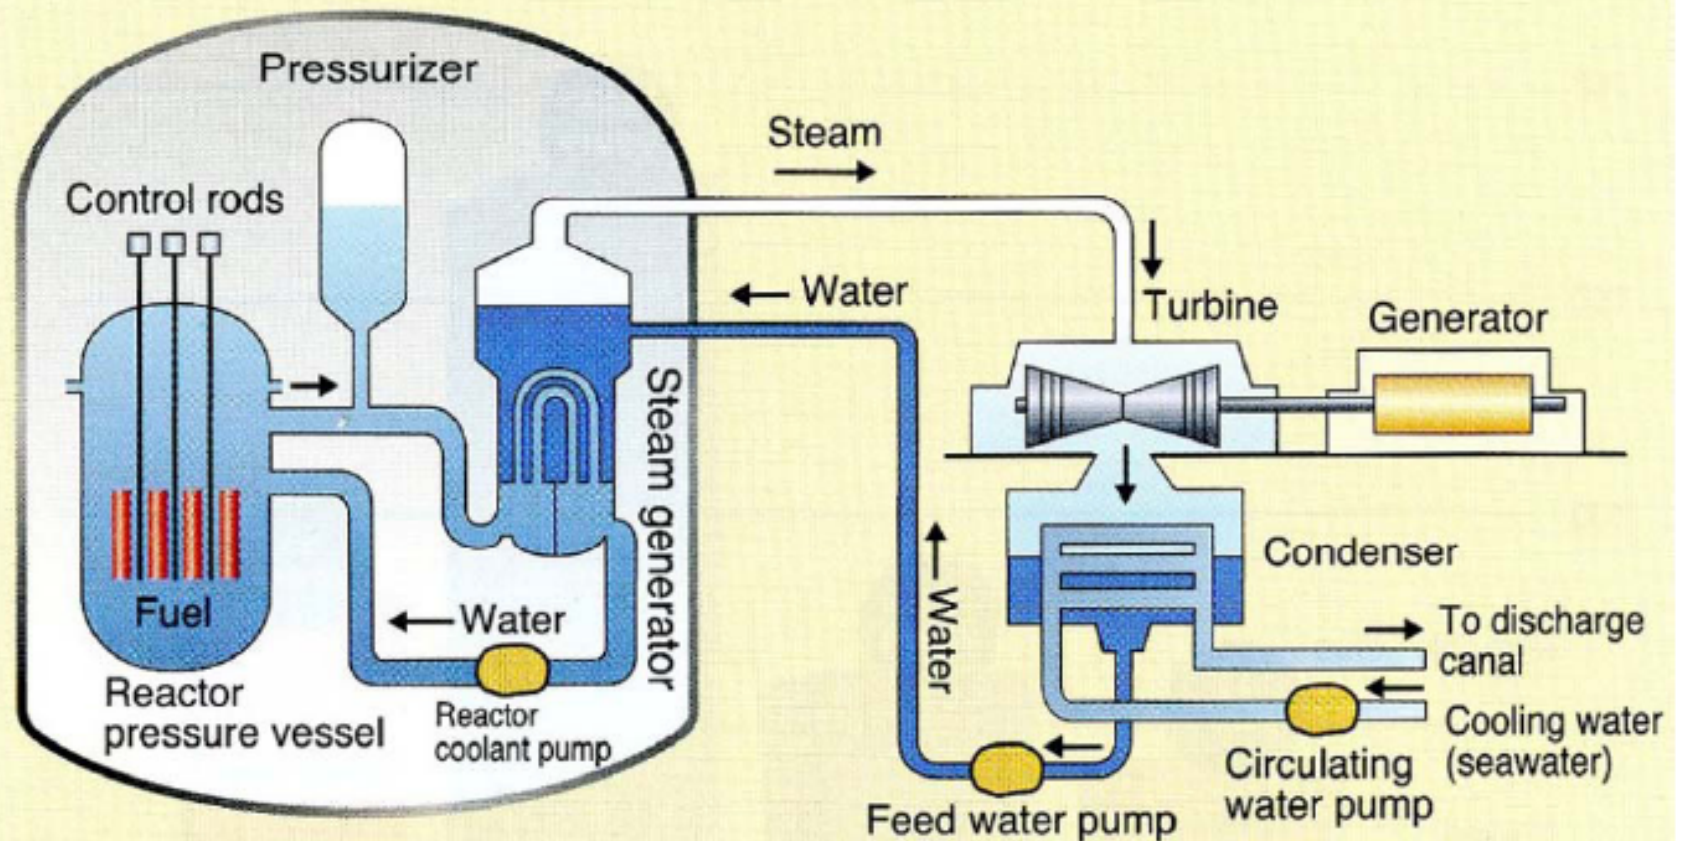 Pressurizer
Control rods
Fuel
Reactor
pressure vessel
Water
Reactor
coolant pump
Steam generator
Steam
Water
Turbine
Generator
Condenser
Water
To discharge
canal
Cooling water
(seawater)
Circulating
water pump
Feed water pump